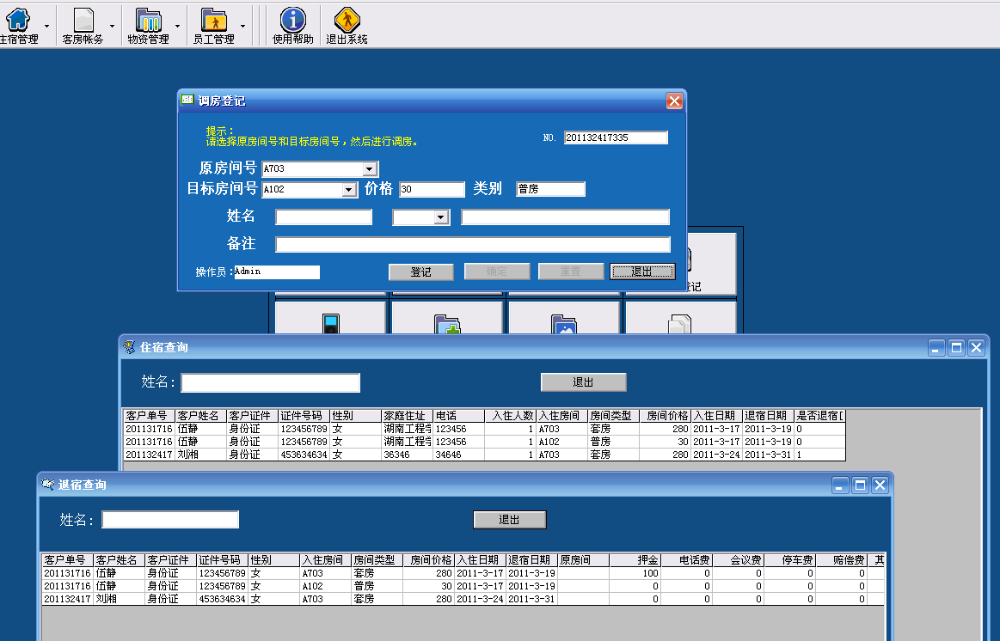 住宿管理 客房帐务 物资管理 员工管理 使用帮助 退出系统
调房登记
提示：
请选择原房间号和目标房间号，然后进行调房。
NO. 201132417335
原房间号 A703
目标房间号 A102 价格 30 类别 普房
姓名
备注
操作员： Admin 登记 确定 重置 退出
登记
住宿查询
姓名： 退出
客户单号 客户姓名 客户证件 证件号码 性别 家庭住址 电话 入住人数 入住房间 房间类型 房间价格 入住日期 退宿日期 是否退宿
201131716 伍静 身份证 123456789 女 湖南工程学 123456 1 A703 套房 280 2011-3-17 2011-3-19 0
201131716 伍静 身份证 123456789 女 湖南工程学 123456 1 A102 普房 30 2011-3-17 2011-3-19 0
201132417 刘湘 身份证 453634634 女 36346 34646 1 A703 套房 280 2011-3-24 2011-3-31 1
退宿查询
姓名： 退出
客户单号 客户姓名 客户证件 证件号码 性别 入住房间 房间类型 房间价格 入住日期 退宿日期 原房间 押金 电话费 会议费 停车费 赔偿费 其
201131716 伍静 身份证 123456789 女 A703 套房 280 2011-3-17 2011-3-19 100 0 0 0 0
201131716 伍静 身份证 123456789 女 A102 普房 30 2011-3-17 2011-3-19 0 0 0 0 0
201132417 刘湘 身份证 453634634 女 A703 套房 280 2011-3-24 2011-3-31 0 0 0 0 0